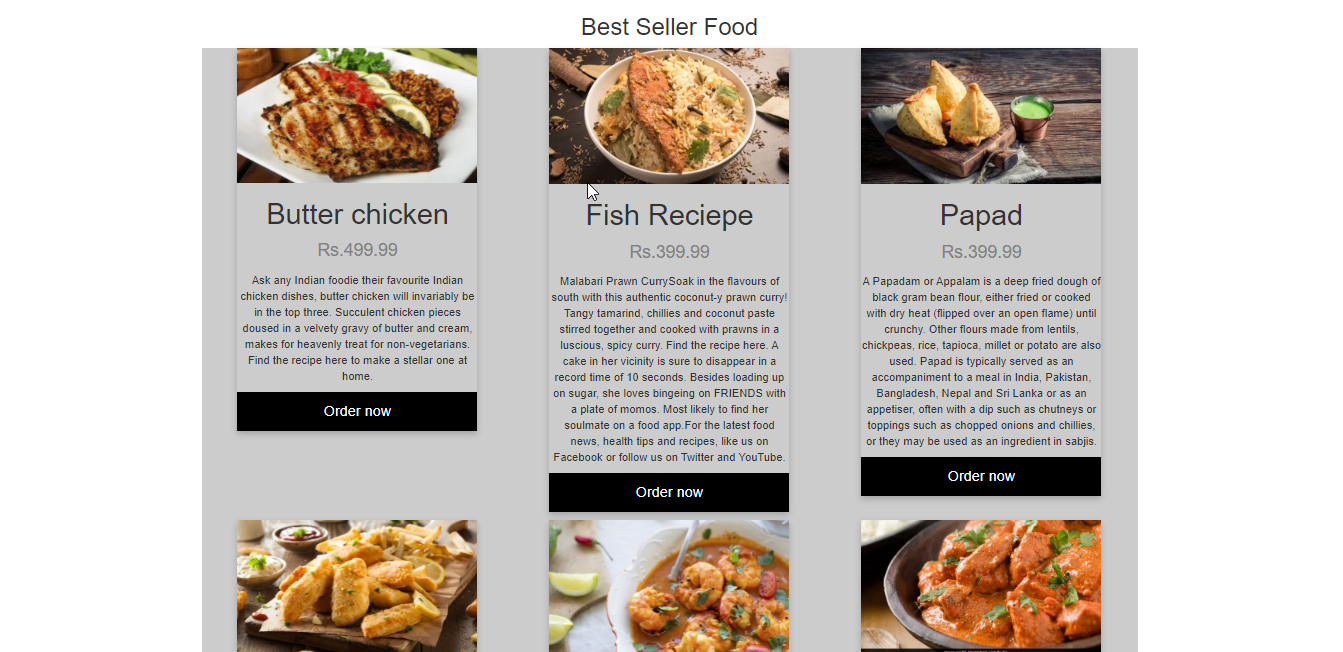 Best Seller Food
Butter chicken
Rs.499.99
Ask any Indian foodie their favourite Indian
chicken dishes, butter chicken will invariably be
in the top three. Succulent chicken pieces
doused in a velvety gravy of butter and cream,
makes for heavenly treat for non-vegetarians.
Find the recipe here to make a stellar one at
home.
Order now
Fish Reciepe
Rs.399.99
Malabari Prawn CurrySoak in the flavours of
south with this authentic coconut-y prawn curry!
Tangy tamarind, chillies and coconut paste
stirred together and cooked with prawns in a
luscious, spicy curry. Find the recipe here. A
cake in her vicinity is sure to disappear in a
record time of 10 seconds. Besides loading up
on sugar, she loves bingeing on FRIENDS with
a plate of momos. Most likely to find her
soulmate on a food app.For the latest food
news, health tips and recipes, like us on
Facebook or follow us on Twitter and YouTube.
Order now
Papad
Rs.399.99
A Papadam or Appalam is a deep fried dough of
black gram bean flour, either fried or cooked
with dry heat (flipped over an open flame) until
crunchy. Other flours made from lentils,
chickpeas, rice, tapioca, millet or potato are also
used. Papad is typically served as an
accompaniment to a meal in India, Pakistan,
Bangladesh, Nepal and Sri Lanka or as an
appetiser, often with a dip such as chutneys or
toppings such as chopped onions and chillies,
or they may be used as an ingredient in sabjis.
Order now